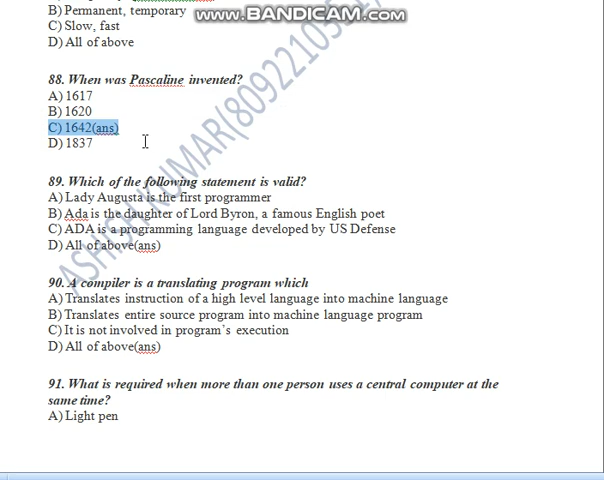 B) Permanent, temporary
www.BANDICAM.com
C) Slow, fast
D) All of above
88. When was Pascaline invented?
A) 1617
B) 1620
C) 1642(ans)
D) 1837
89. Which of the following statement is valid?
A) Lady Augusta is the first programmer
B) Ada is the daughter of Lord Byron, a famous English poet
C) ADA is a programming language developed by US Defense
D) All of above(ans)
90. A compiler is a translating program which
A) Translates instruction of a high level language into machine language
B) Translates entire source program into machine language program
C) It is not involved in program’s execution
D) All of above(ans)
91. What is required when more than one person uses a central computer at the
same time?
A) Light pen
ASHISH KUMAR(80922105